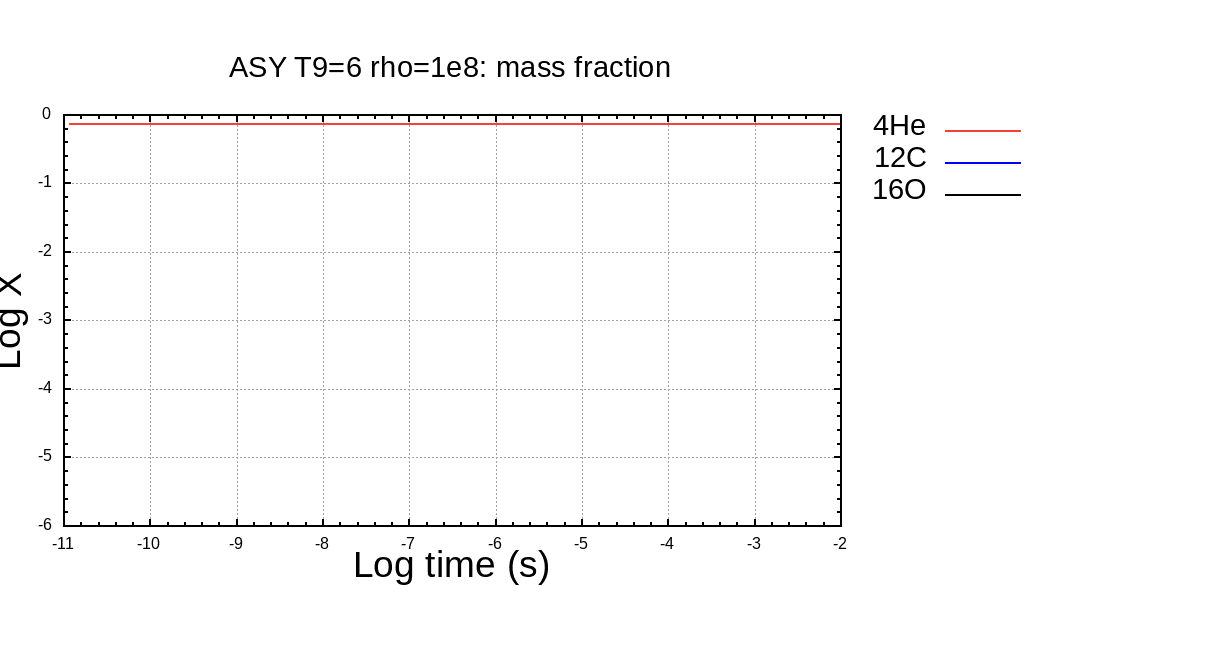 ASY T9=6 rho=1e8: mass fraction
0
-1
-2
-3
-4
-5
-6
Log X
-11 -10 -9 -8 -7 -6 -5 -4 -3 -2
Log time (s)
4He
12C
16O